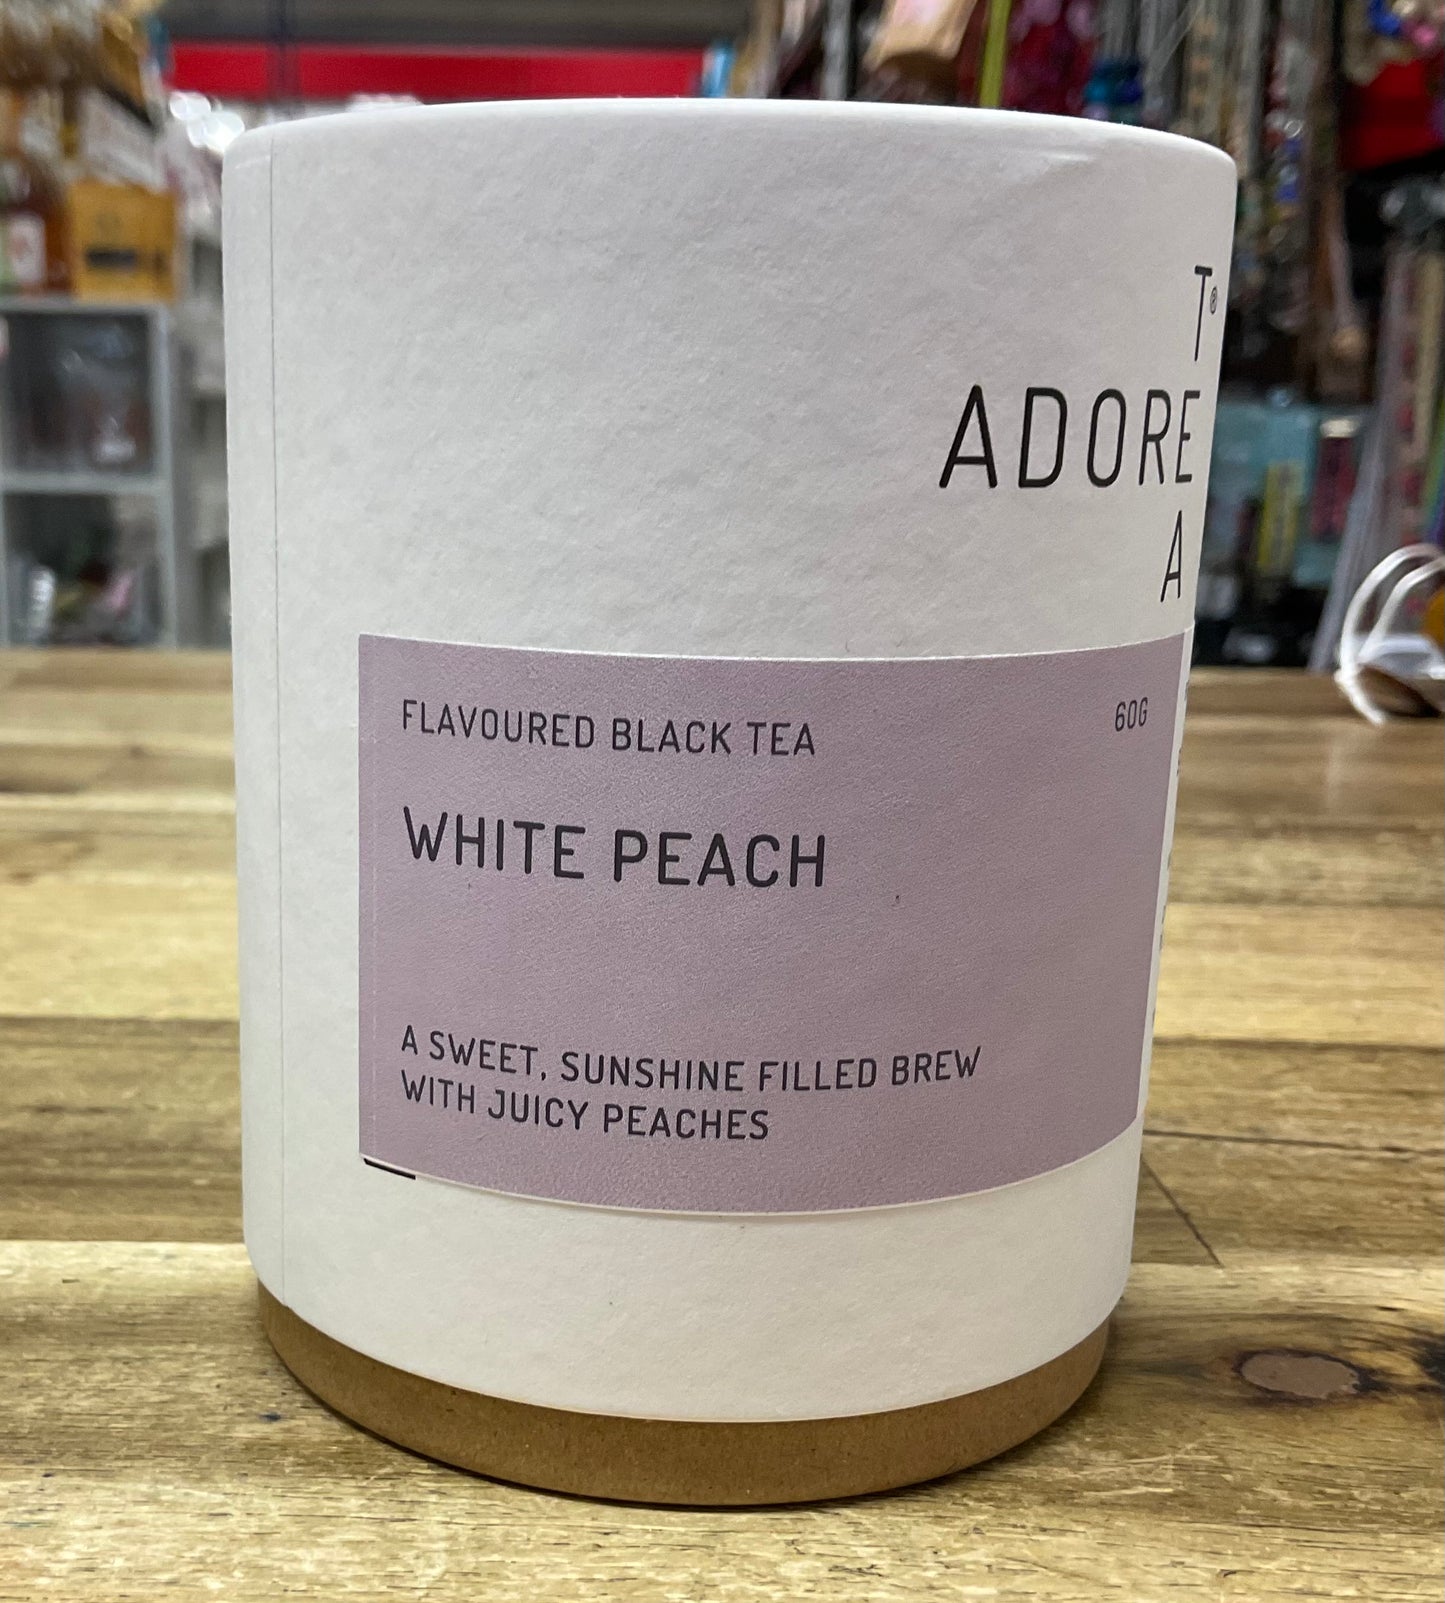 T®
ADORE
A
FLAVOURED BLACK TEA 60G
WHITE PEACH
A SWEET, SUNSHINE FILLED BREW
WITH JUICY PEACHES